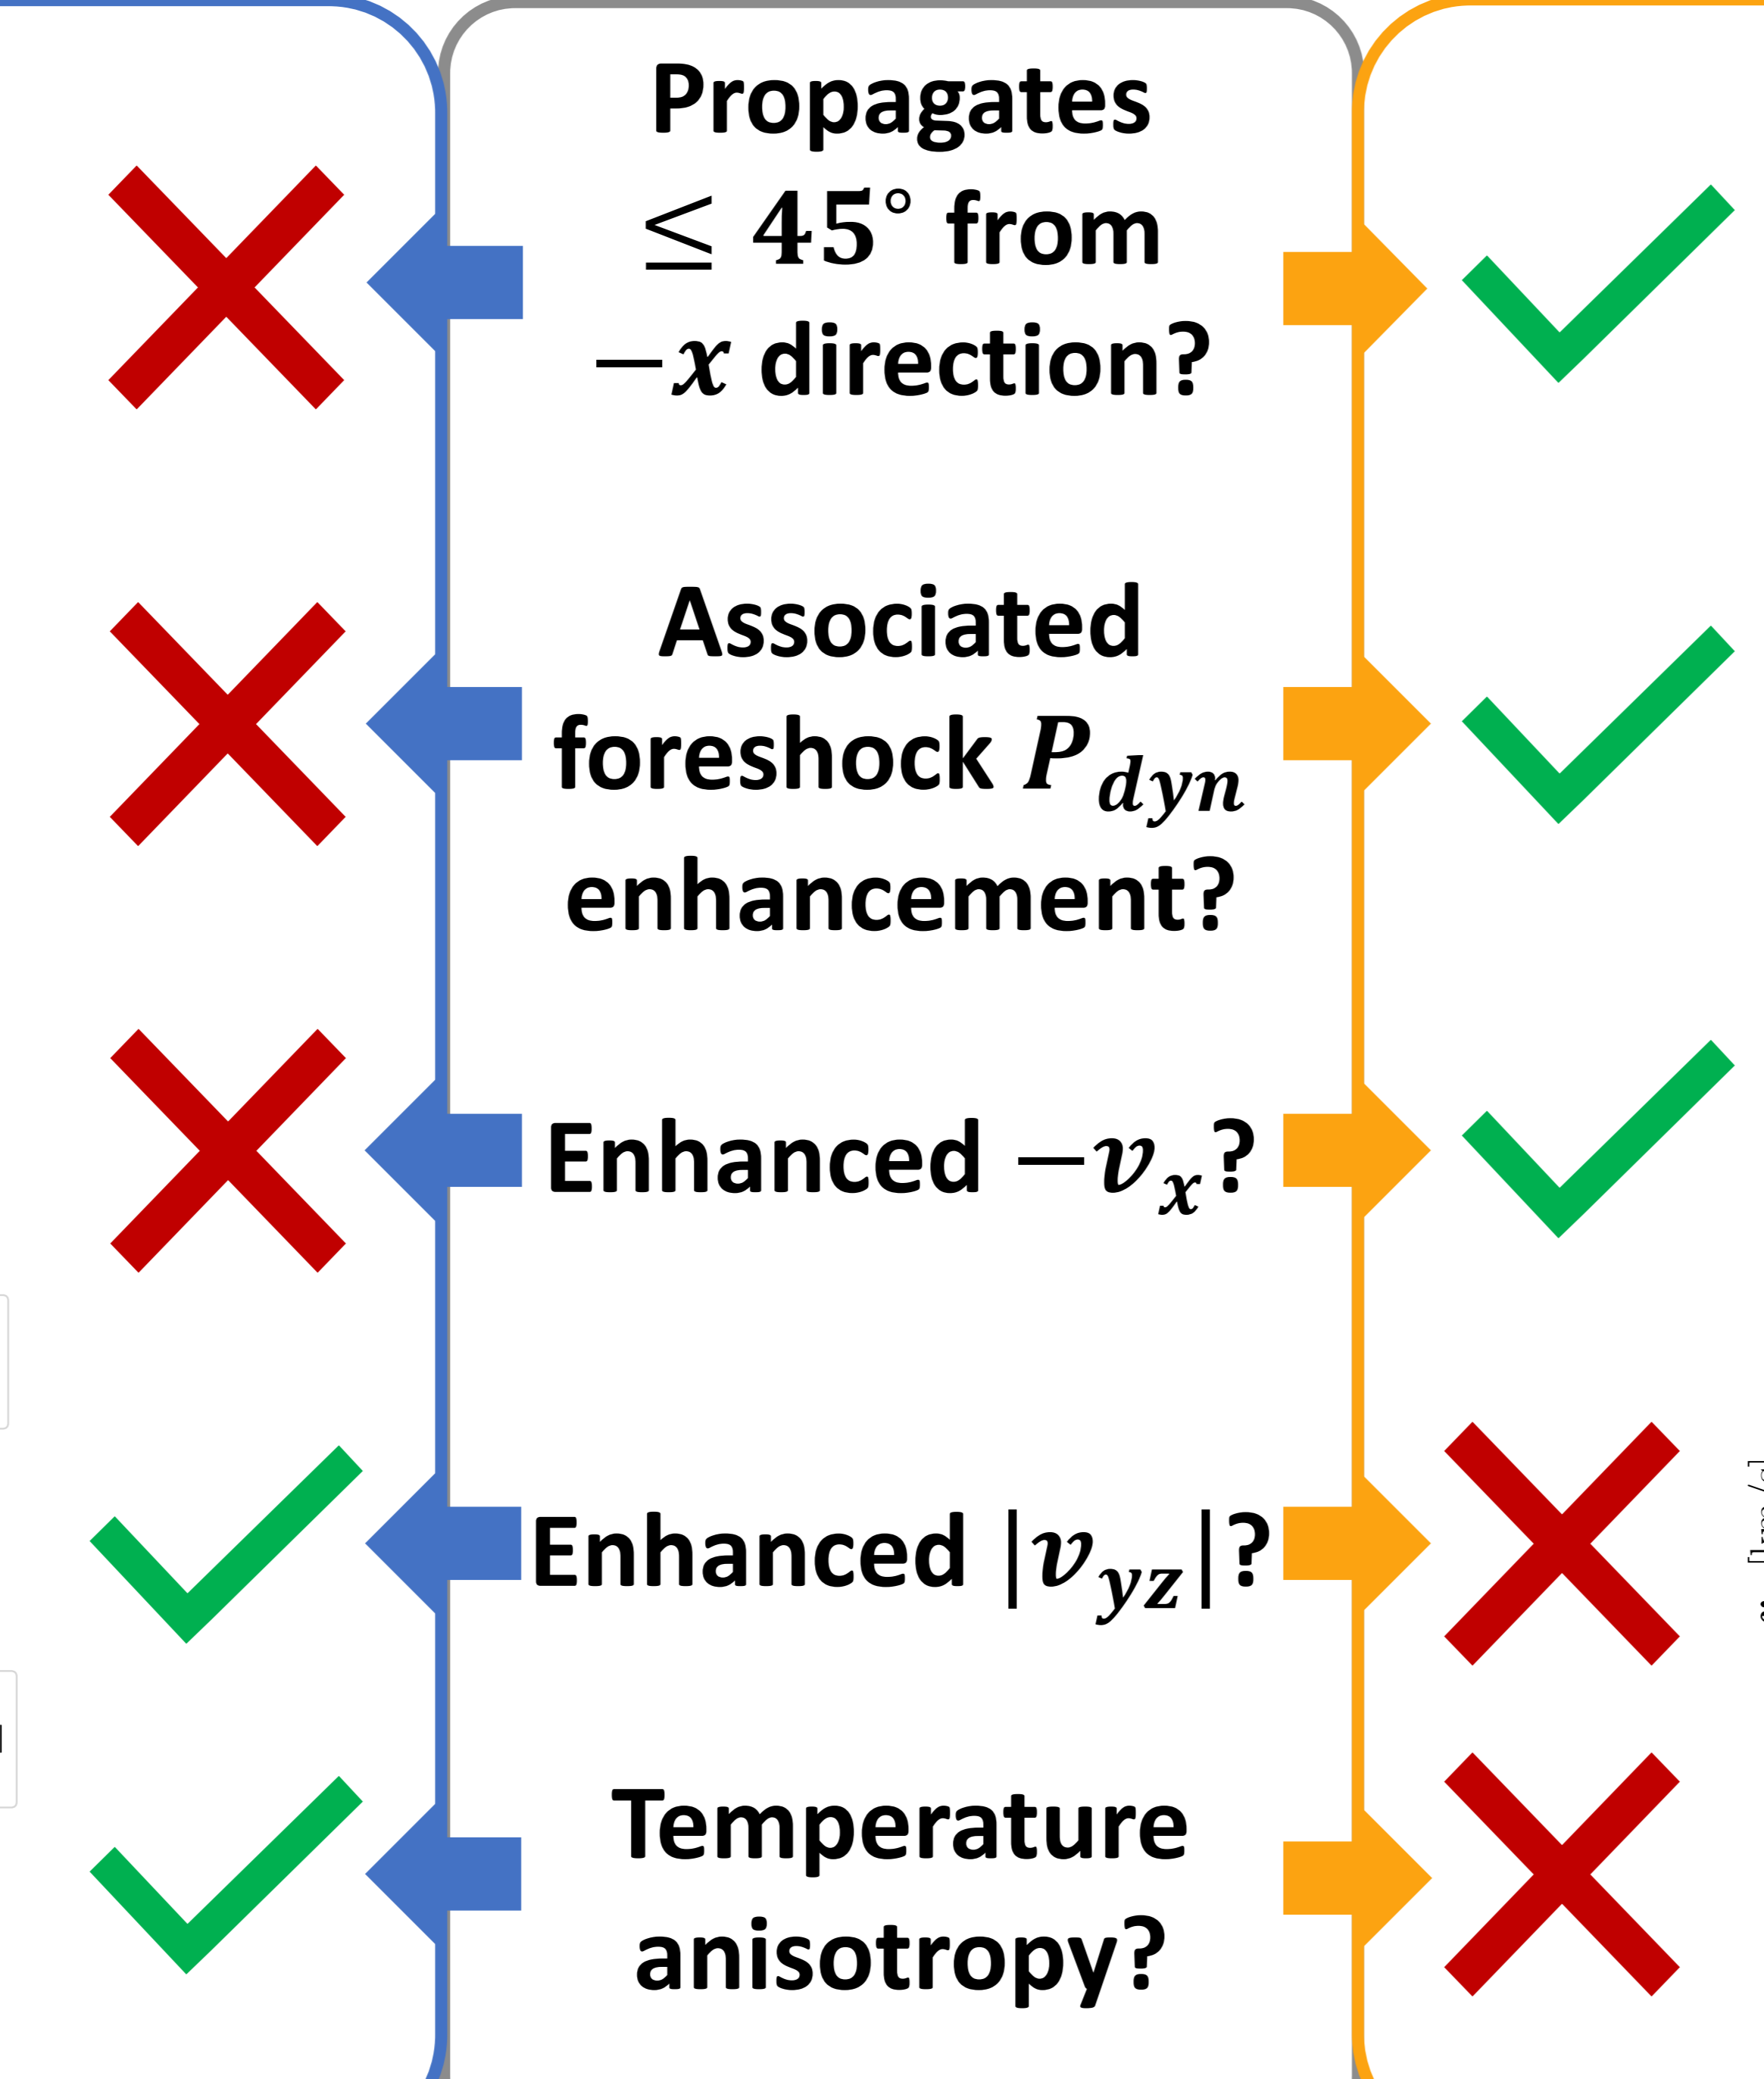 Propagates
≤ 45° from
−x direction?
Associated
foreshock P_dyn
enhancement?
Enhanced −v_x?
Enhanced |v_yz|?
Temperature
anisotropy?